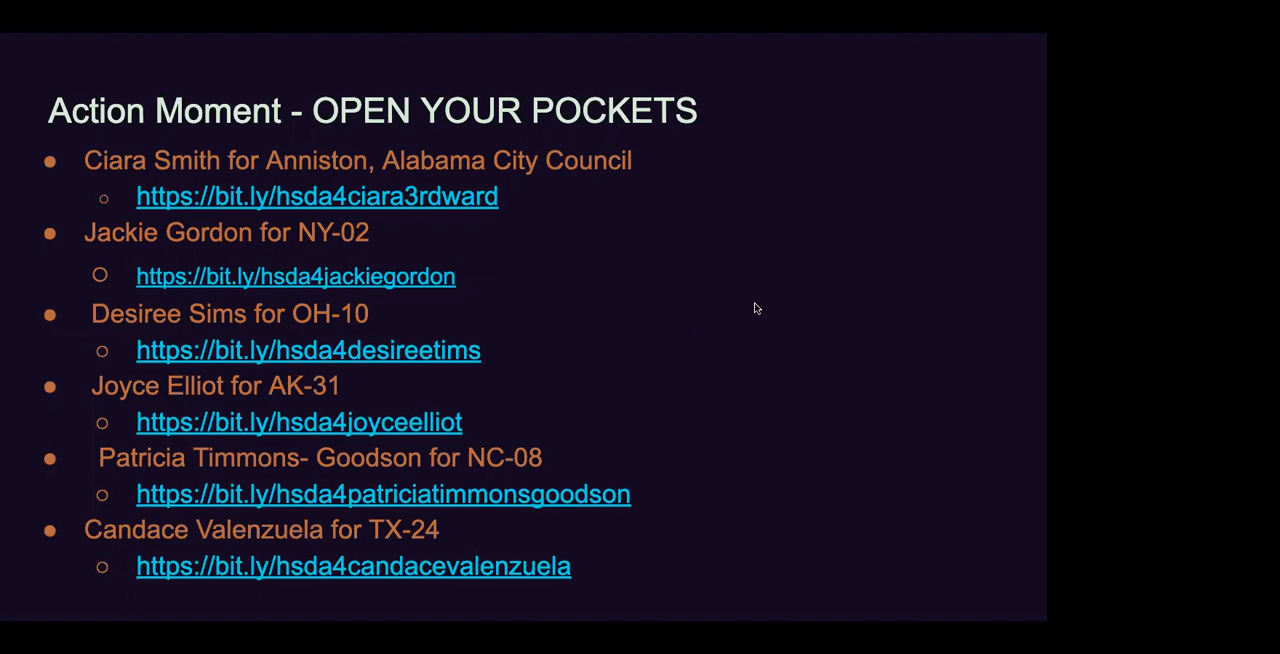 Action Moment - OPEN YOUR POCKETS
Ciara Smith for Anniston, Alabama City Council
https://bit.ly/hsda4ciara3rdward
Jackie Gordon for NY-02
https://bit.ly/hsda4jackiegordon
Desiree Sims for OH-10
https://bit.ly/hsda4desireetims
Joyce Elliot for AK-31
https://bit.ly/hsda4joyceelliot
Patricia Timmons- Goodson for NC-08
https://bit.ly/hsda4patriciatimmonsgoodson
Candace Valenzuela for TX-24
https://bit.ly/hsda4candacevalenzuela